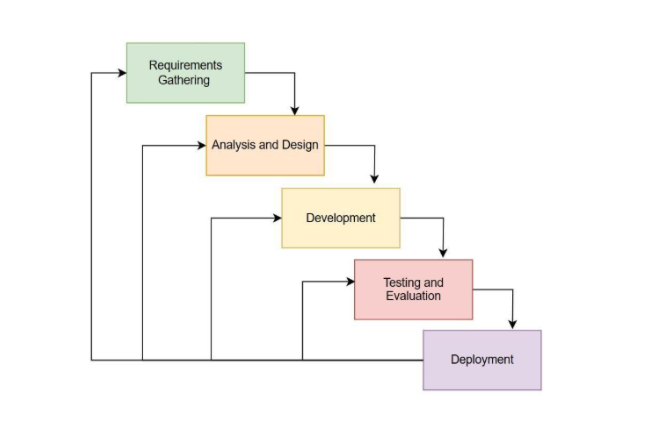 Requirements
Gathering
Analysis and Design
Development
Testing and
Evaluation
Deployment